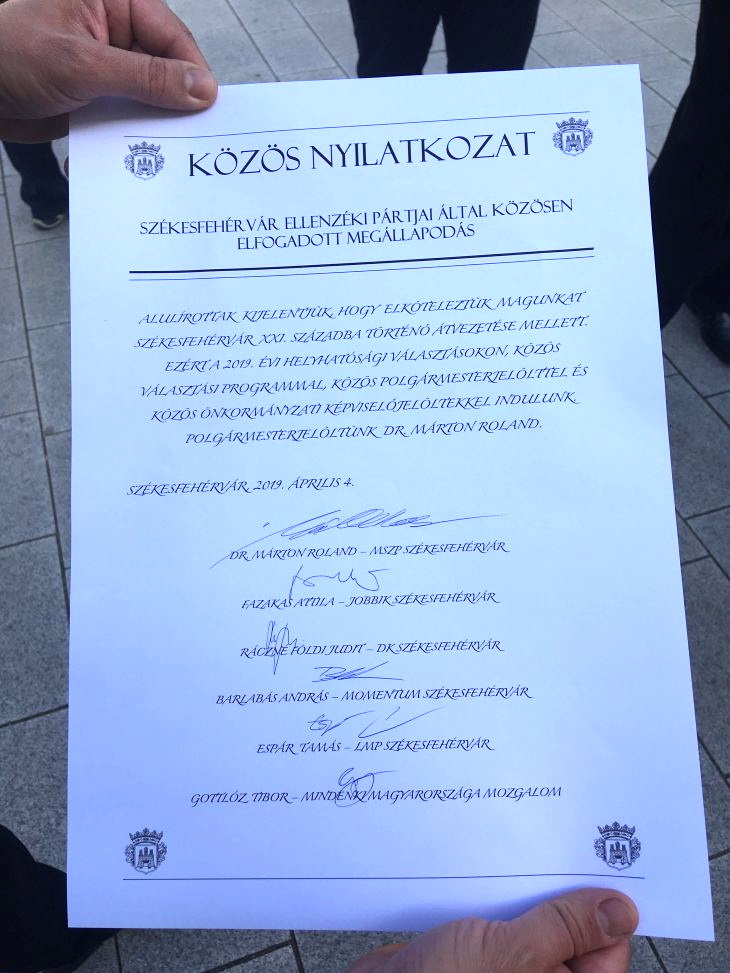 KÖZÖS NYILATKOZAT
SZÉKESFEHÉRVÁR ELLENZÉKI PÁRTJAI ÁLTAL KÖZÖSEN
ELFOGADOTT MEGÁLLAPODÁS
ALULÍROTTAK KIJELENTJÜK, HOGY ELKÖTELEZTÜK MAGUNKAT
SZÉKESFEHÉRVÁR XXI. SZÁZADBA TÖRTÉNŐ ÁTVEZETÉSE MELLETT.
EZÉRT A 2019. ÉVI HELYHATÓSÁGI VÁLASZTÁSOKON, KÖZÖS
VÁLASZTÁSI PROGRAMMAL, KÖZÖS POLGÁRMESTERJELÖLTTEL ÉS
KÖZÖS ÖNKORMÁNYZATI KÉPVISELŐJELÖLTEKKEL INDULUNK.
POLGÁRMESTERJELÖLTÜNK DR. MÁRTON ROLAND.
SZÉKESFEHÉRVÁR, 2019. ÁPRILIS 4.
DR. MÁRTON ROLAND – MSZP SZÉKESFEHÉRVÁR
FAZAKAS ATTILA – JOBBIK SZÉKESFEHÉRVÁR
RÁCZNÉ FÖLDI JUDIT – DK SZÉKESFEHÉRVÁR
BARLABÁS ANDRÁS – MOMENTUM SZÉKESFEHÉRVÁR
ESPÁR TAMÁS – LMP SZÉKESFEHÉRVÁR
GOTTLÓZ TIBOR – MINDENKI MAGYARORSZÁGA MOZGALOM